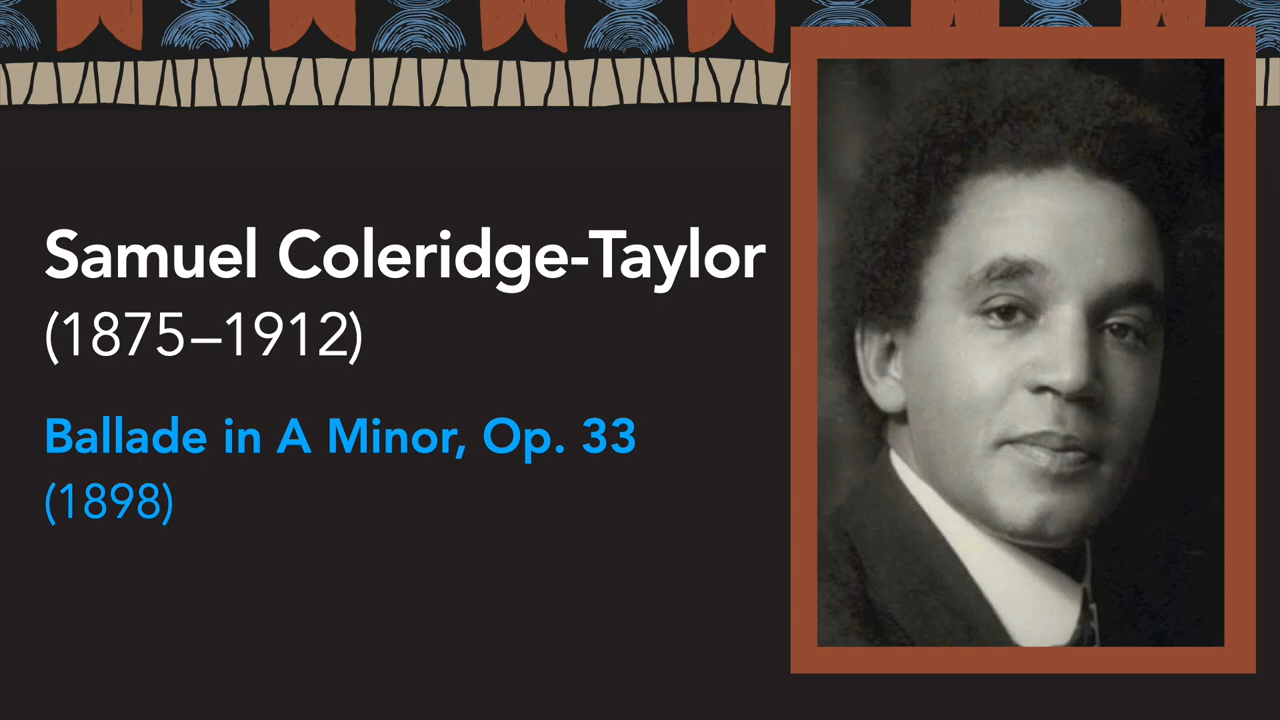 Samuel Coleridge-Taylor
(1875–1912)
Ballade in A Minor, Op. 33
(1898)